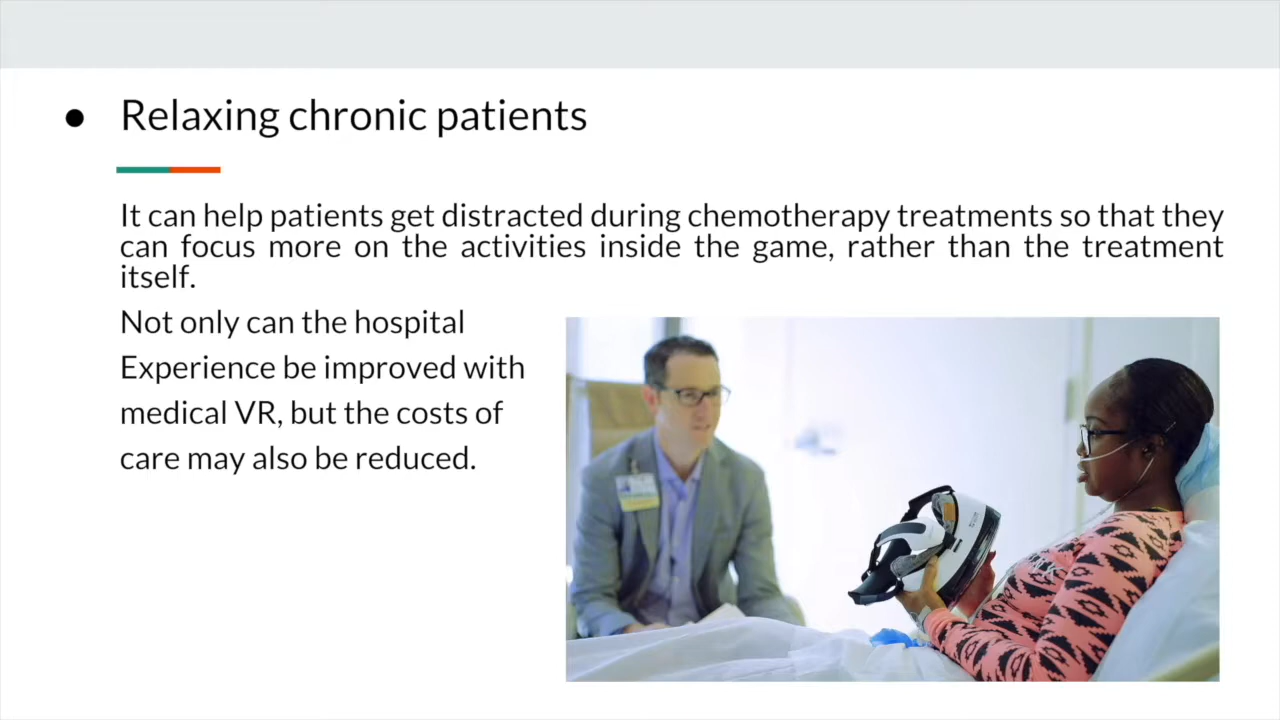 ● Relaxing chronic patients
It can help patients get distracted during chemotherapy treatments so that they
can focus more on the activities inside the game, rather than the treatment
itself.
Not only can the hospital
Experience be improved with
medical VR, but the costs of
care may also be reduced.